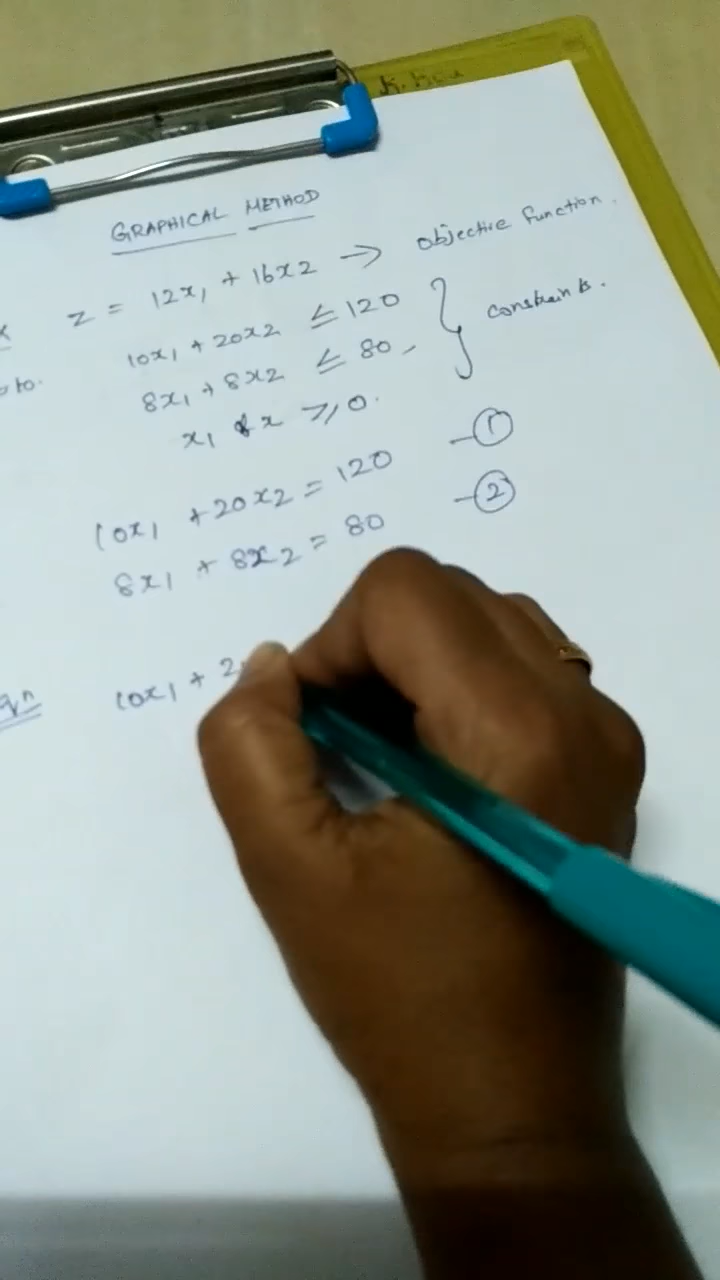 GRAPHICAL METHOD
z = 12x1 + 16x2 → objective function.
10x1 + 20x2 ≤ 120
8x1 + 8x2 ≤ 80
constraints.
x1 & x ≥ 0.
10x1 + 20x2 = 120 - 1
8x1 + 8x2 = 80 - 2
10x1 + 2